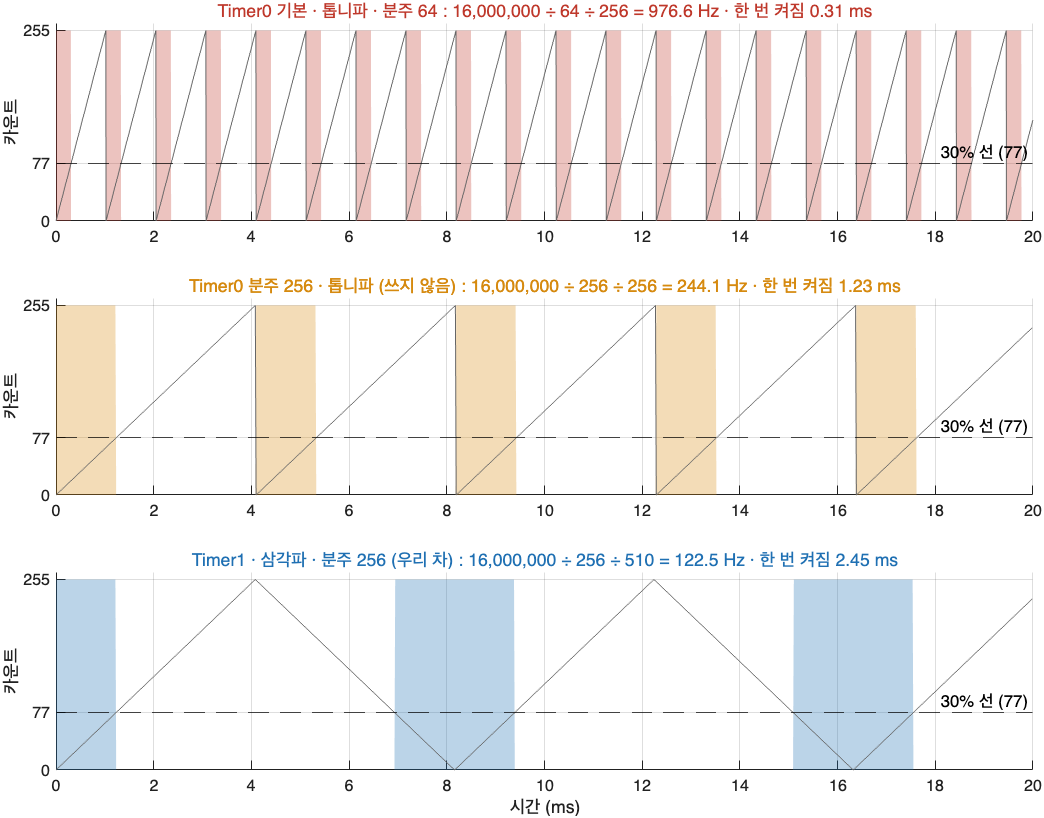 Timer0 기본 · 톱니파 · 분주 64 : 16,000,000 ÷ 64 ÷ 256 = 976.6 Hz · 한 번 켜짐 0.31 ms
255
카운트
77
30% 선 (77)
0
0 2 4 6 8 10 12 14 16 18 20
Timer0 분주 256 · 톱니파 (쓰지 않음) : 16,000,000 ÷ 256 ÷ 256 = 244.1 Hz · 한 번 켜짐 1.23 ms
255
카운트
77
30% 선 (77)
0
0 2 4 6 8 10 12 14 16 18 20
Timer1 · 삼각파 · 분주 256 (우리 차) : 16,000,000 ÷ 256 ÷ 510 = 122.5 Hz · 한 번 켜짐 2.45 ms
255
카운트
77
30% 선 (77)
0
0 2 4 6 8 10 12 14 16 18 20
시간 (ms)